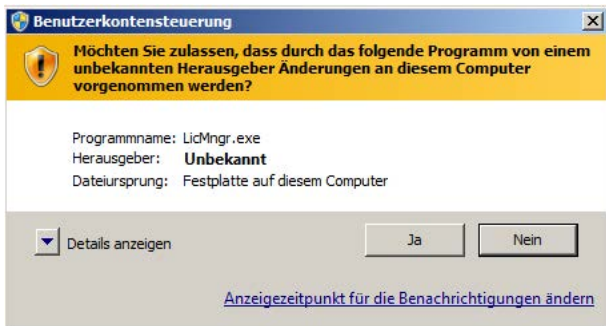 Benutzerkontensteuerung
Möchten Sie zulassen, dass durch das folgende Programm von einem
unbekannten Herausgeber Änderungen an diesem Computer
vorgenommen werden?
Programmname: LicMngr.exe
Herausgeber: Unbekannt
Dateiursprung: Festplatte auf diesem Computer
Details anzeigen
Ja
Nein
Anzeigezeitpunkt für die Benachrichtigungen ändern